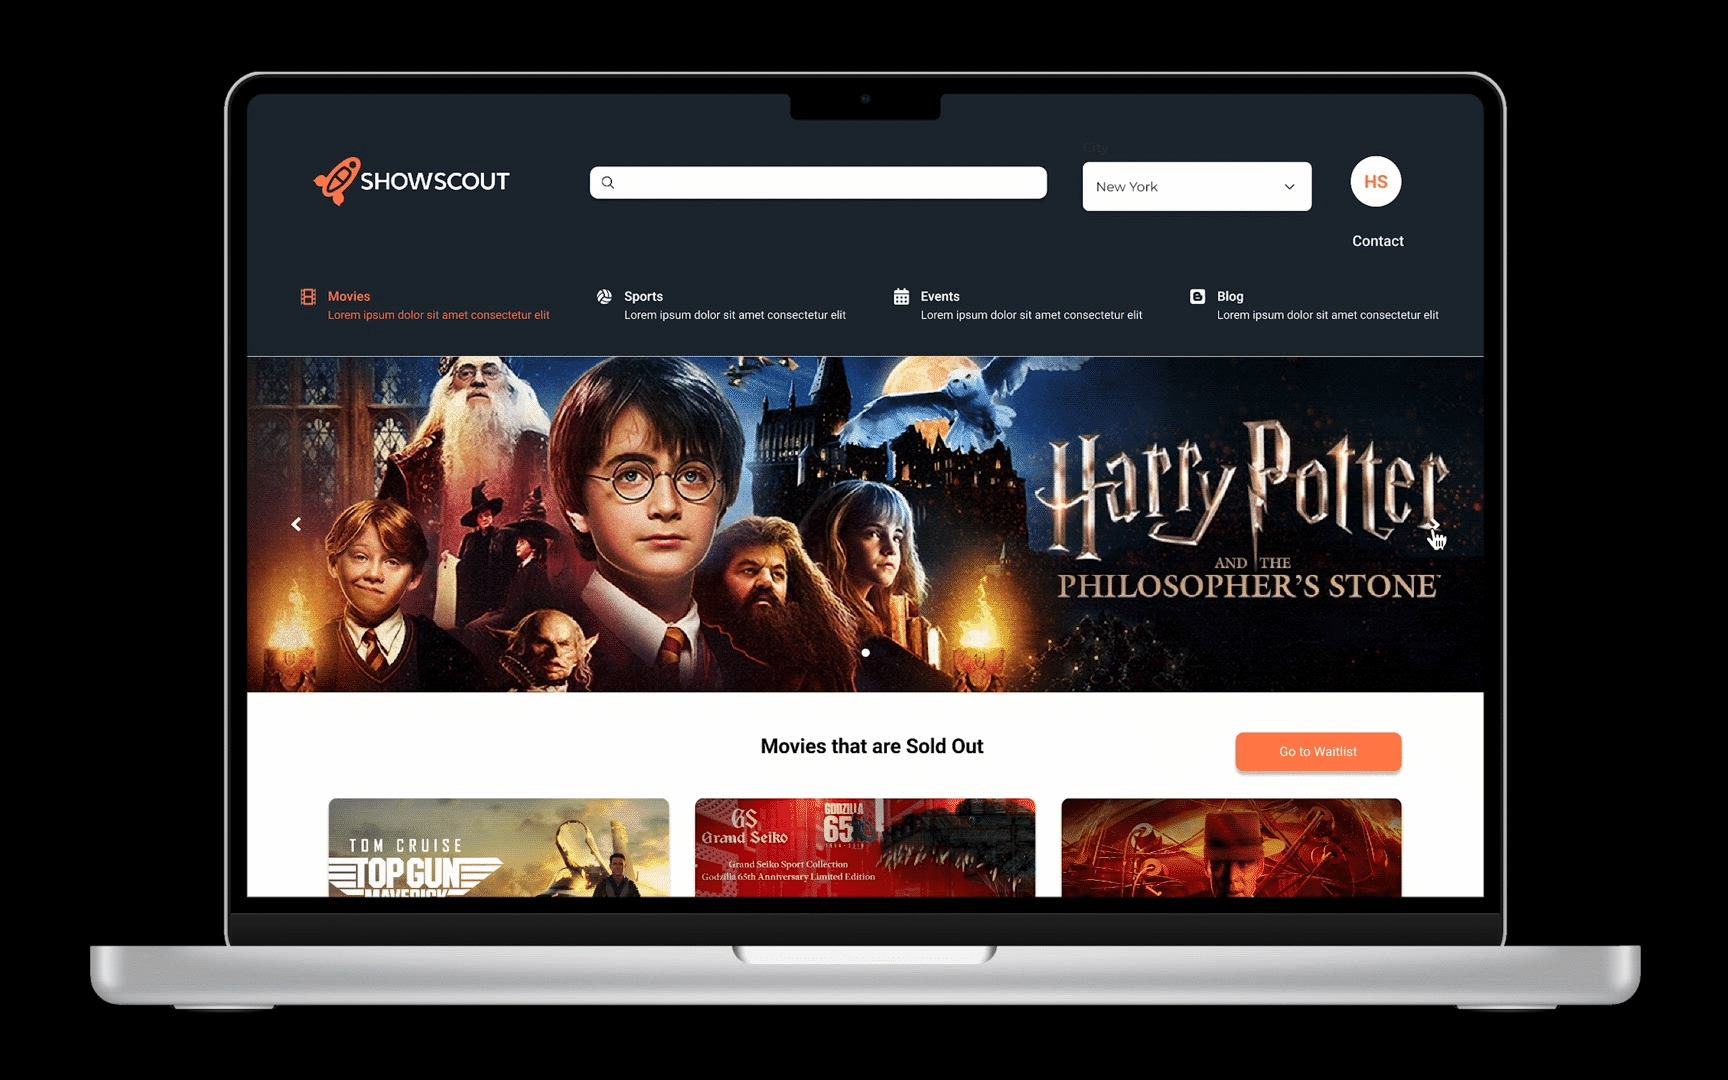 City
SHOWSCOUT
New York
HS
Contact
Movies
Lorem ipsum dolor sit amet consectetur elit
Sports
Lorem ipsum dolor sit amet consectetur elit
Events
Lorem ipsum dolor sit amet consectetur elit
Blog
Lorem ipsum dolor sit amet consectetur elit
Harry Potter
AND THE
PHILOSOPHER'S STONE™
Movies that are Sold Out
Go to Waitlist
TOM CRUISE
TOP GUN
MAVERICK
GS
Grand Seiko
Grand Seiko Sport Collection
Godzilla 65th Anniversary Limited Edition
GODZILLA
65